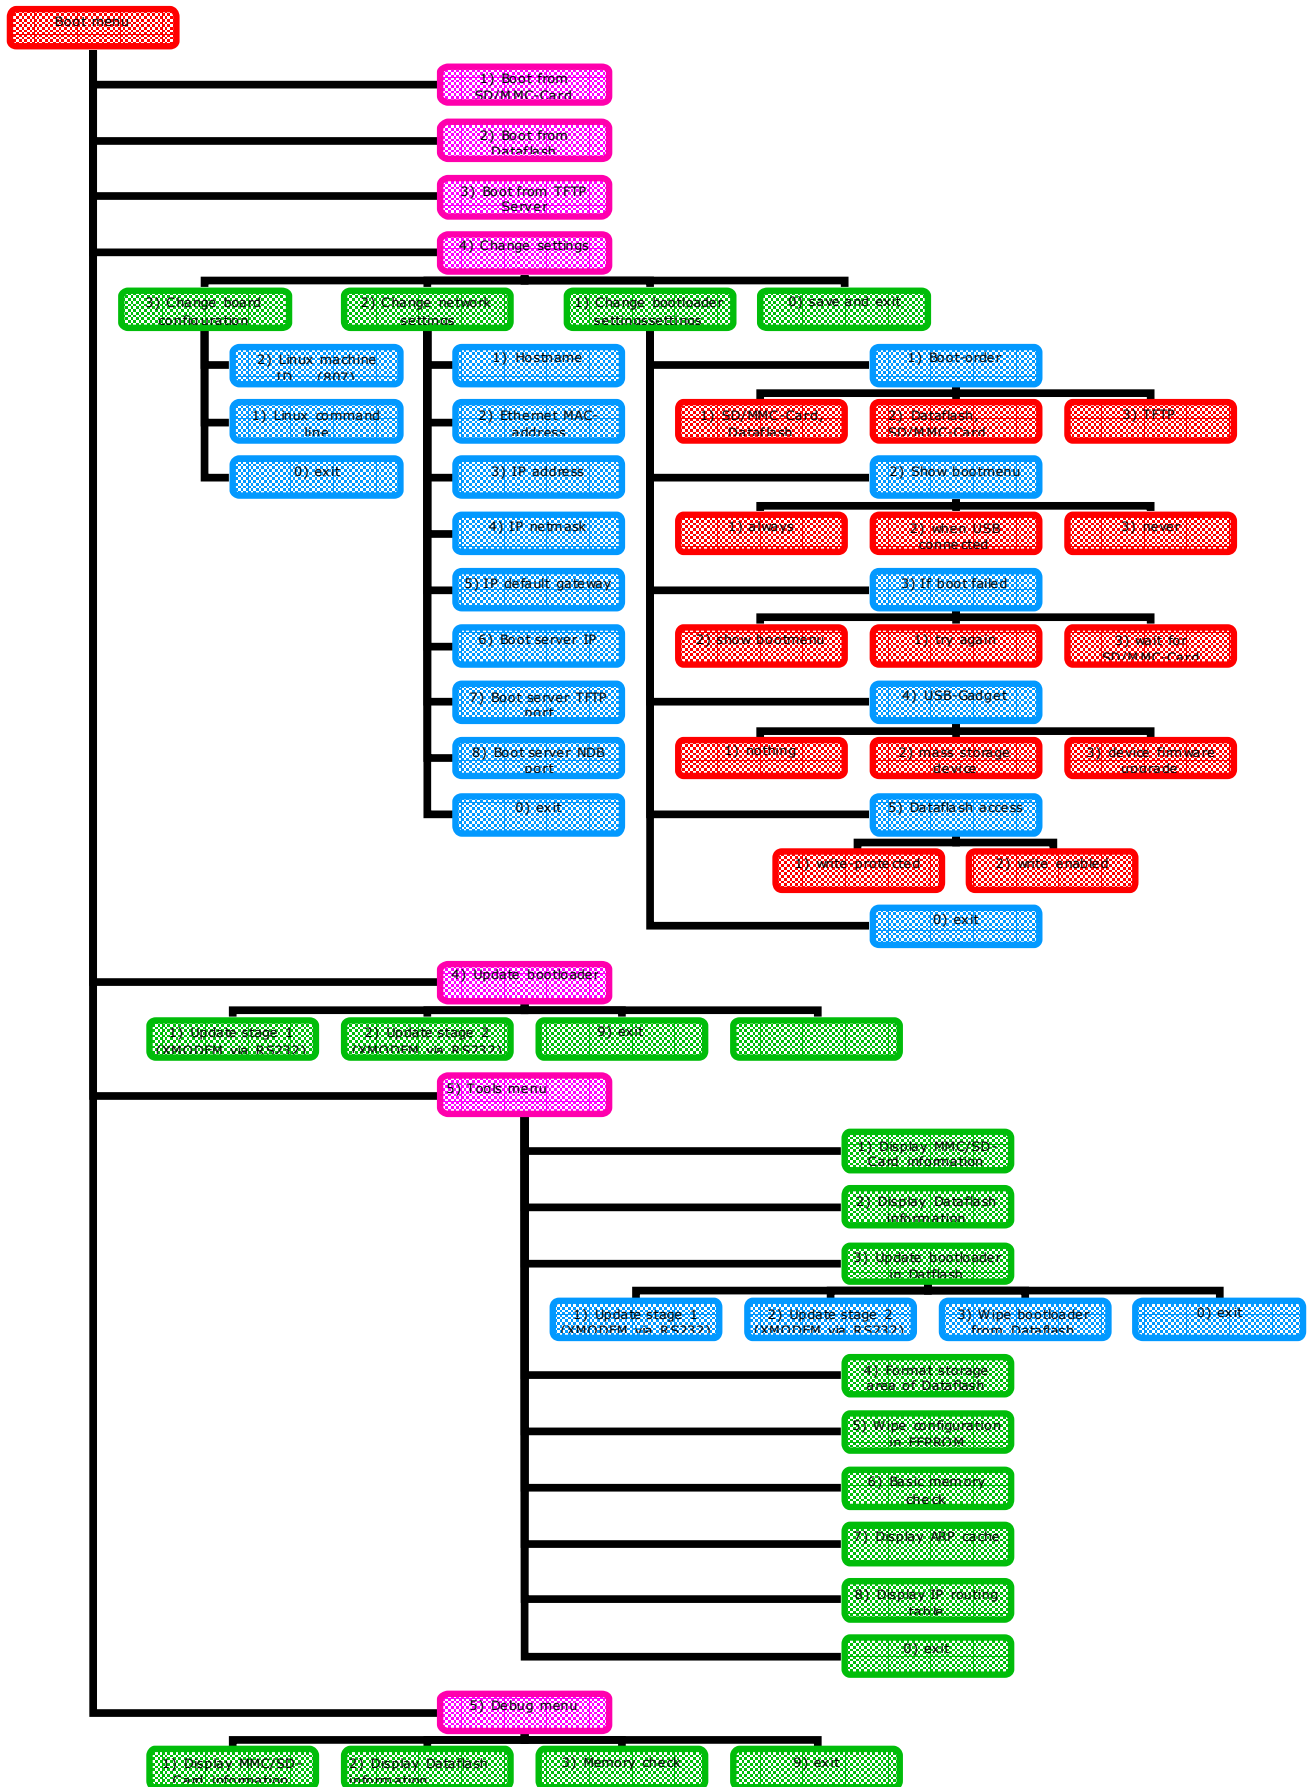 Boot menu
1) Boot from
SD/MMC-Card
2) Boot from
Dataflash
3) Boot from TFTP
Server
4) Change settings
3) Change board
configuration
2) Change network
settings
1) Change bootloader
settingssettings
0) save and exit
2) Linux machine
ID (897)
1) Hostname
1) Boot-order
1) Linux command
line
2) Ethernet MAC
address
1) SD/MMC-Card,
Dataflash
2) Dataflash,
SD/MMC-Card
3) TFTP
0) exit
3) IP address
2) Show bootmenu
4) IP netmask
1) always
2) when USB
connected
3) never
5) IP default gateway
3) If boot failed
6) Boot server IP
2) show bootmenu
1) try again
3) wait for
SD/MMC-Card
7) Boot server TFTP
port
4) USB-Gadget
8) Boot server NDB
port
1) nothing
2) mass storage
device
3) device firmware
upgrade
0) exit
5) Dataflash access
1) write protected
2) write enabled
0) exit
4) Update bootloader
1) Update stage 1
(XMODEM via RS232)
2) Update stage 2
(XMODEM via RS232)
9) exit
5) Tools menu
1) Display MMC/SD-
Card information
2) Display Dataflash
information
3) Update bootloader
in Datflash
1) Update stage 1
(XMODEM via RS232)
2) Update stage 2
(XMODEM via RS232)
3) Wipe bootloader
from Dataflash
0) exit
4) Format storage
area of Dataflash
5) Wipe configuration
in EEPROM
6) Basic memory
check
7) Display ARP cache
8) Display IP routing
table
0) exit
5) Debug menu
1) Display MMC/SD-
Card information
2) Display Dataflash
information
3) Memory check
9) exit